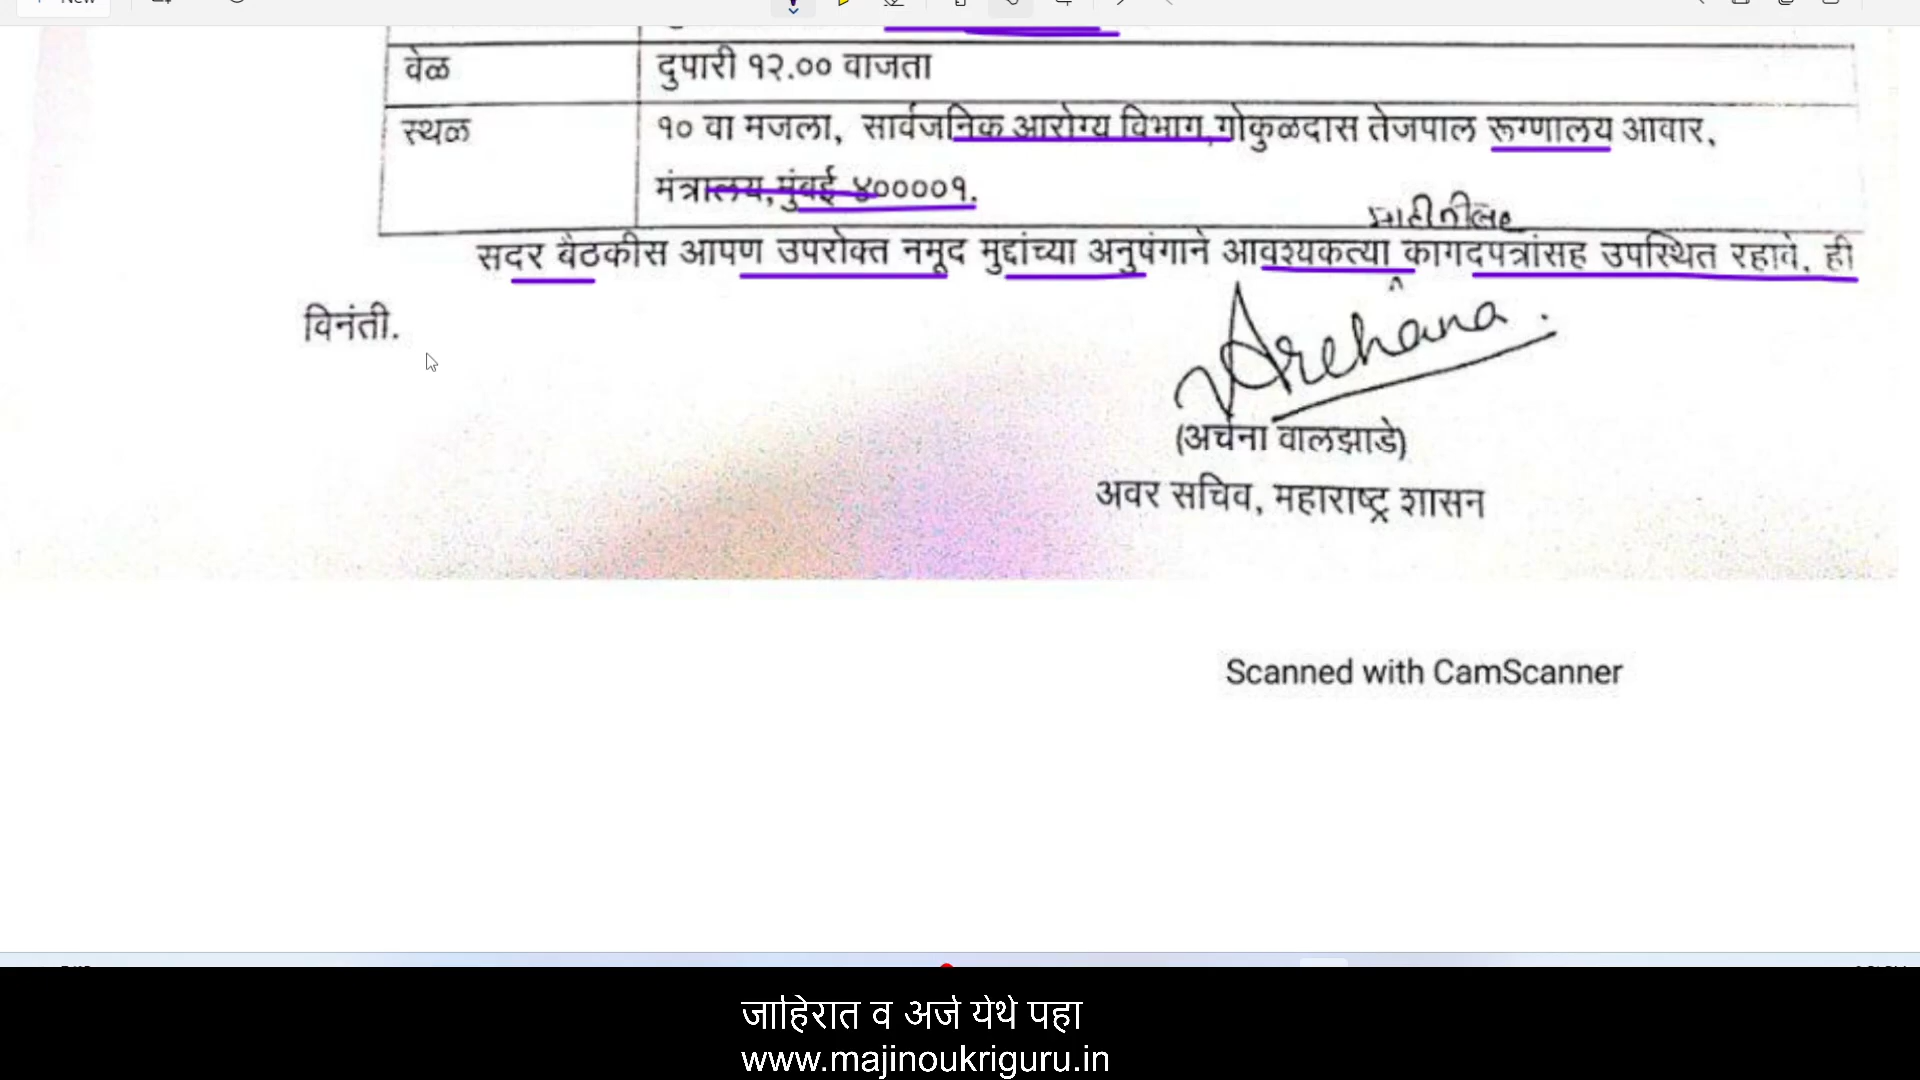 New
वेळ दुपारी १२.०० वाजता
स्थळ १० वा मजला, सार्वजनिक आरोग्य विभाग, गोकुळदास तेजपाल रूग्णालय आवार,
मंत्रालय, मुंबई ४००००१.
माहितीसह
सदर बैठकीस आपण उपरोक्त नमूद मुद्दांच्या अनुषंगाने आवश्यकत्या कागदपत्रांसह उपस्थित रहावे, ही
विनंती.
Archana.
(अर्चना वालझाडे)
अवर सचिव, महाराष्ट्र शासन
Scanned with CamScanner
जाहिरात व अर्ज येथे पहा
www.majinoukriguru.in